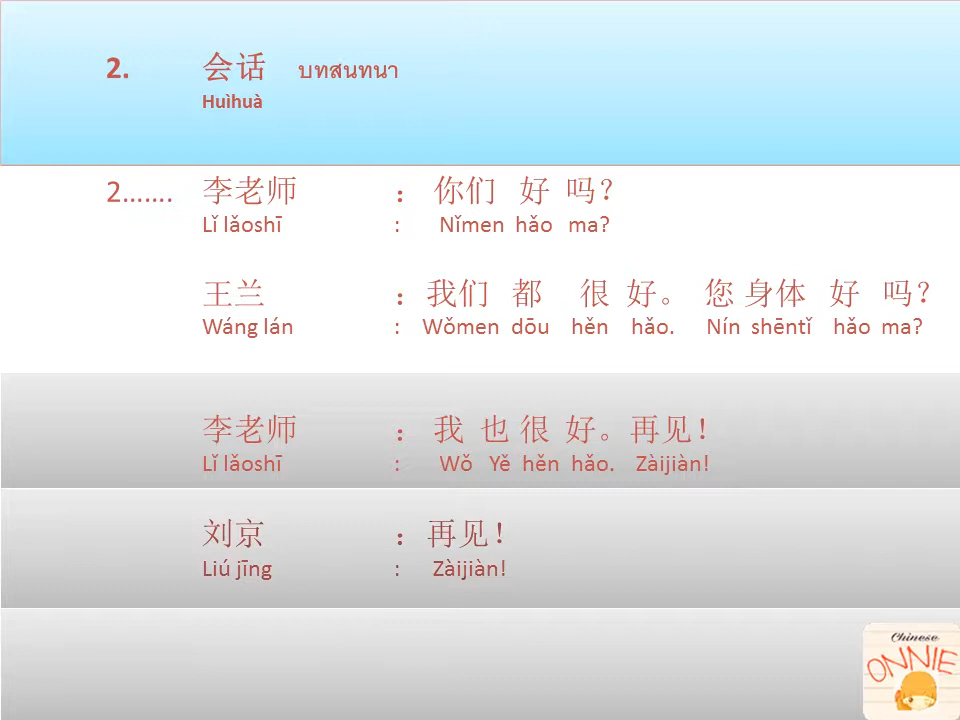 2. 会话 บทสนทนา
Huìhuà
2……. 李老师 : 你们 好 吗?
Lǐ lǎoshī : Nǐmen hǎo ma?
王兰 : 我们 都 很 好。 您 身体 好 吗?
Wáng lán : Wǒmen dōu hěn hǎo. Nín shēntǐ hǎo ma?
李老师 : 我 也 很 好。再见!
Lǐ lǎoshī : Wǒ Yě hěn hǎo. Zàijiàn!
刘京 : 再见!
Liú jīng : Zàijiàn!
Chinese
ONNIE